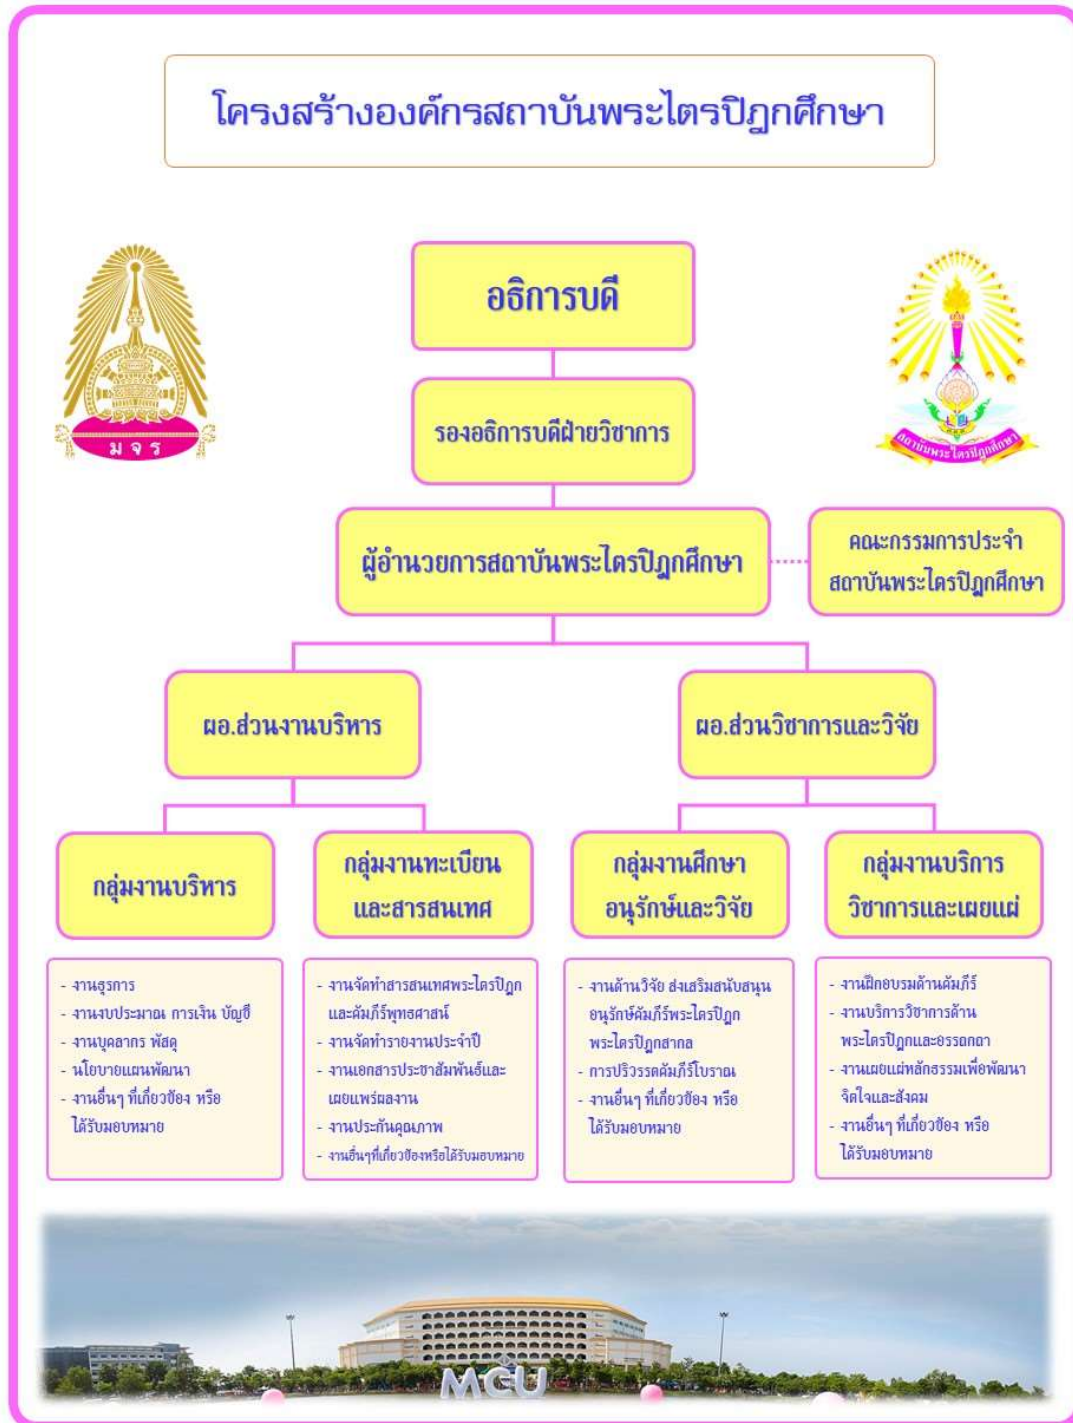 โครงสร้างองค์กรสถาบันพระไตรปิฎกศึกษา
อธิการบดี
ม จ ร
สถาบันพระไตรปิฎกศึกษา
รองอธิการบดีฝ่ายวิชาการ
ผู้อำนวยการสถาบันพระไตรปิฎกศึกษา
คณะกรรมการประจำ
สถาบันพระไตรปิฎกศึกษา
ผอ.ส่วนงานบริหาร
ผอ.ส่วนวิชาการและวิจัย
กลุ่มงานบริหาร
กลุ่มงานทะเบียน
และสารสนเทศ
กลุ่มงานศึกษา
อนุรักษ์และวิจัย
กลุ่มงานบริการ
วิชาการและเผยแผ่
- งานธุรการ
- งานงบประมาณ การเงิน บัญชี
- งานบุคลากร พัสดุ
- นโยบายแผนพัฒนา
- งานอื่นๆ ที่เกี่ยวข้อง หรือ
ได้รับมอบหมาย
- งานจัดทำสารสนเทศพระไตรปิฎก
และคัมภีร์พุทธศาสน์
- งานจัดทำรายงานประจำปี
- งานเอกสารประชาสัมพันธ์และ
เผยแพร่ผลงาน
- งานประกันคุณภาพ
- งานอื่นๆที่เกี่ยวข้องหรือได้รับมอบหมาย
- งานด้านวิจัย ส่งเสริมสนับสนุน
อนุรักษ์คัมภีร์พระไตรปิฎก
พระไตรปิฎกสากล
- การปริวรรตคัมภีร์โบราณ
- งานอื่นๆ ที่เกี่ยวข้อง หรือ
ได้รับมอบหมาย
- งานฝึกอบรมด้านคัมภีร์
- งานบริการวิชาการด้าน
พระไตรปิฎกและอรรถกถา
- งานเผยแผ่หลักธรรมเพื่อพัฒนา
จิตใจและสังคม
- งานอื่นๆ ที่เกี่ยวข้อง หรือ
ได้รับมอบหมาย
MCU